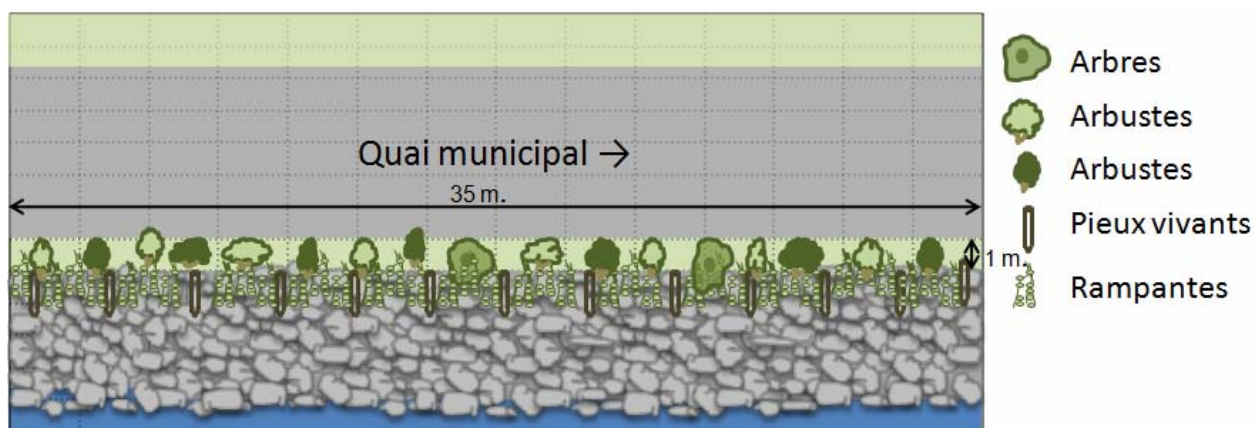 Quai municipal →
35 m.
1 m.
Arbres
Arbustes
Arbustes
Pieux vivants
Rampantes